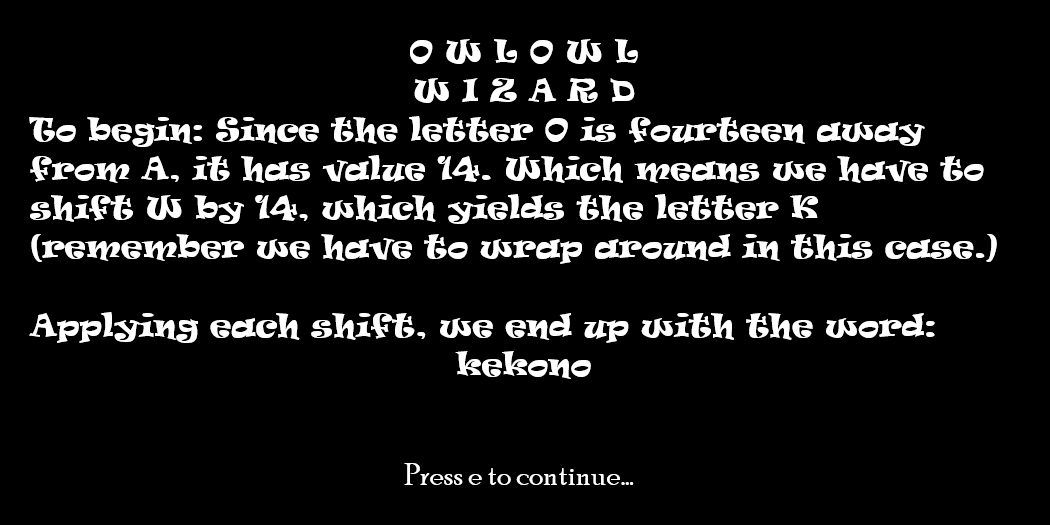 O W L O W L
W I Z A R D
To begin: Since the letter O is fourteen away
from A, it has value 14. Which means we have to
shift W by 14, which yields the letter K
(remember we have to wrap around in this case.)
Applying each shift, we end up with the word:
kekono
Press e to continue...